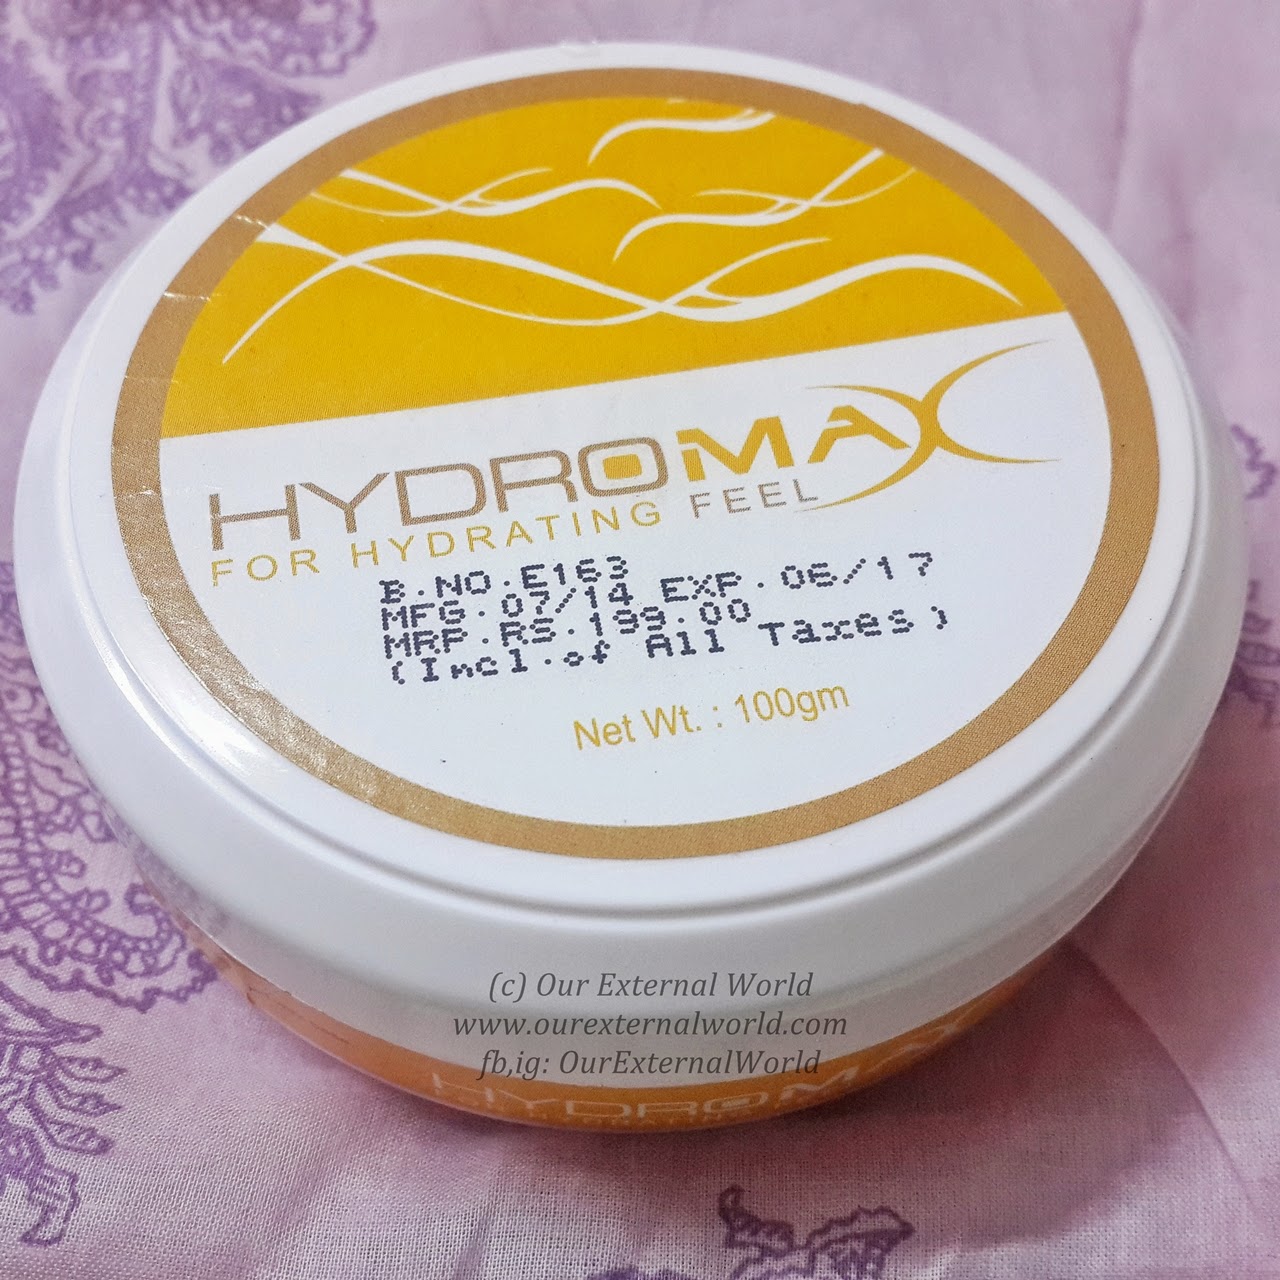 HYDROMAX
FOR HYDRATING FEEL
B.NO.E163
MFG.07/14 EXP.06/17
MRP.RS.199.00
(Incl.of All Taxes)
Net Wt. : 100gm
(c) Our External World
www.ourexternalworld.com
fb,ig: OurExternalWorld
HYDROMAX